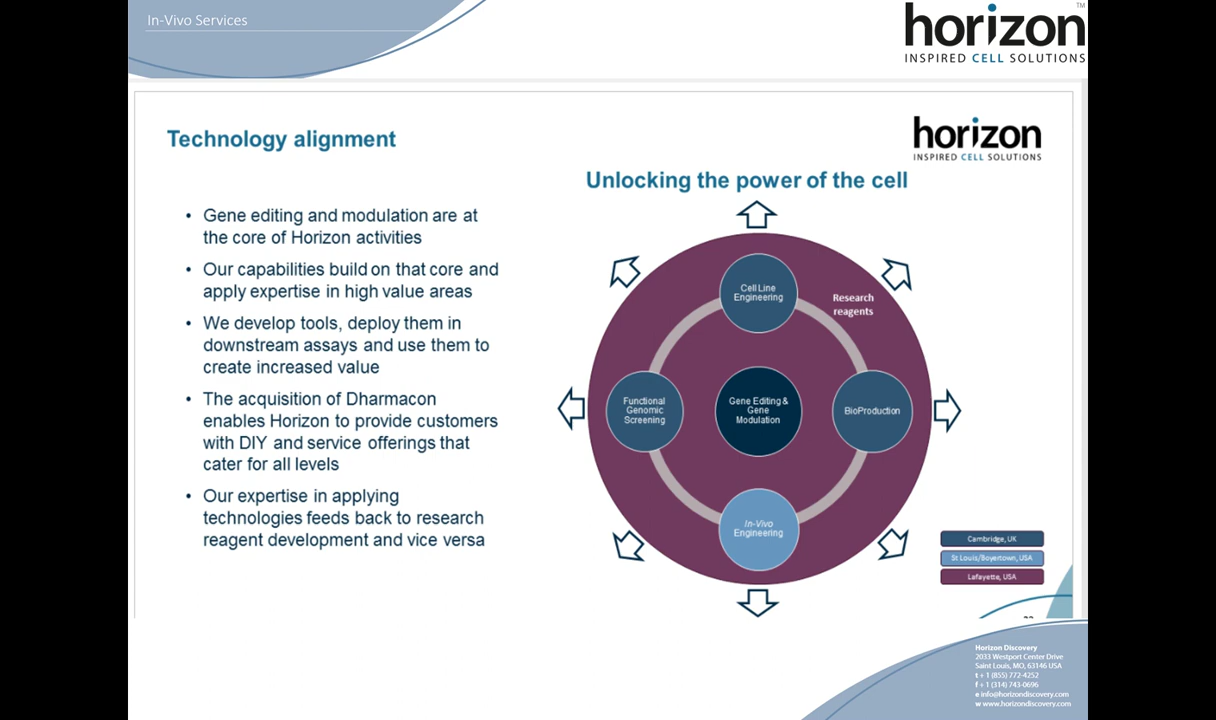 In-Vivo Services
horizon
TM
INSPIRED CELL SOLUTIONS
Technology alignment
horizon
INSPIRED CELL SOLUTIONS
Unlocking the power of the cell
• Gene editing and modulation are at
the core of Horizon activities
• Our capabilities build on that core and
apply expertise in high value areas
• We develop tools, deploy them in
downstream assays and use them to
create increased value
• The acquisition of Dharmacon
enables Horizon to provide customers
with DIY and service offerings that
cater for all levels
• Our expertise in applying
technologies feeds back to research
reagent development and vice versa
Cell Line
Engineering
Research
reagents
Functional
Genomic
Screening
Gene Editing &
Gene
Modulation
BioProduction
In-Vivo
Engineering
Cambridge, UK
St Louis/Boyertown, USA
Lafayette, USA
Horizon Discovery
2033 Westport Center Drive
Saint Louis, MO, 63146 USA
t + 1 (855) 772-4252
f + 1 (314) 743-0696
e info@horizondiscovery.com
w www.horizondiscovery.com